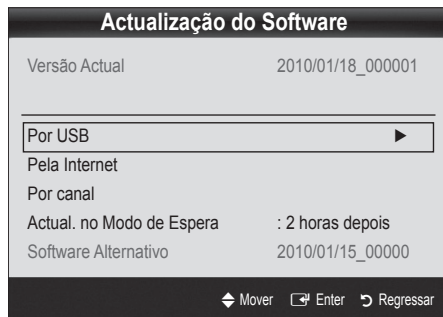 Actualização do Software
Versão Actual 2010/01/18_000001
Por USB ►
Pela Internet
Por canal
Actual. no Modo de Espera : 2 horas depois
Software Alternativo 2010/01/15_00000
Mover Enter Regressar